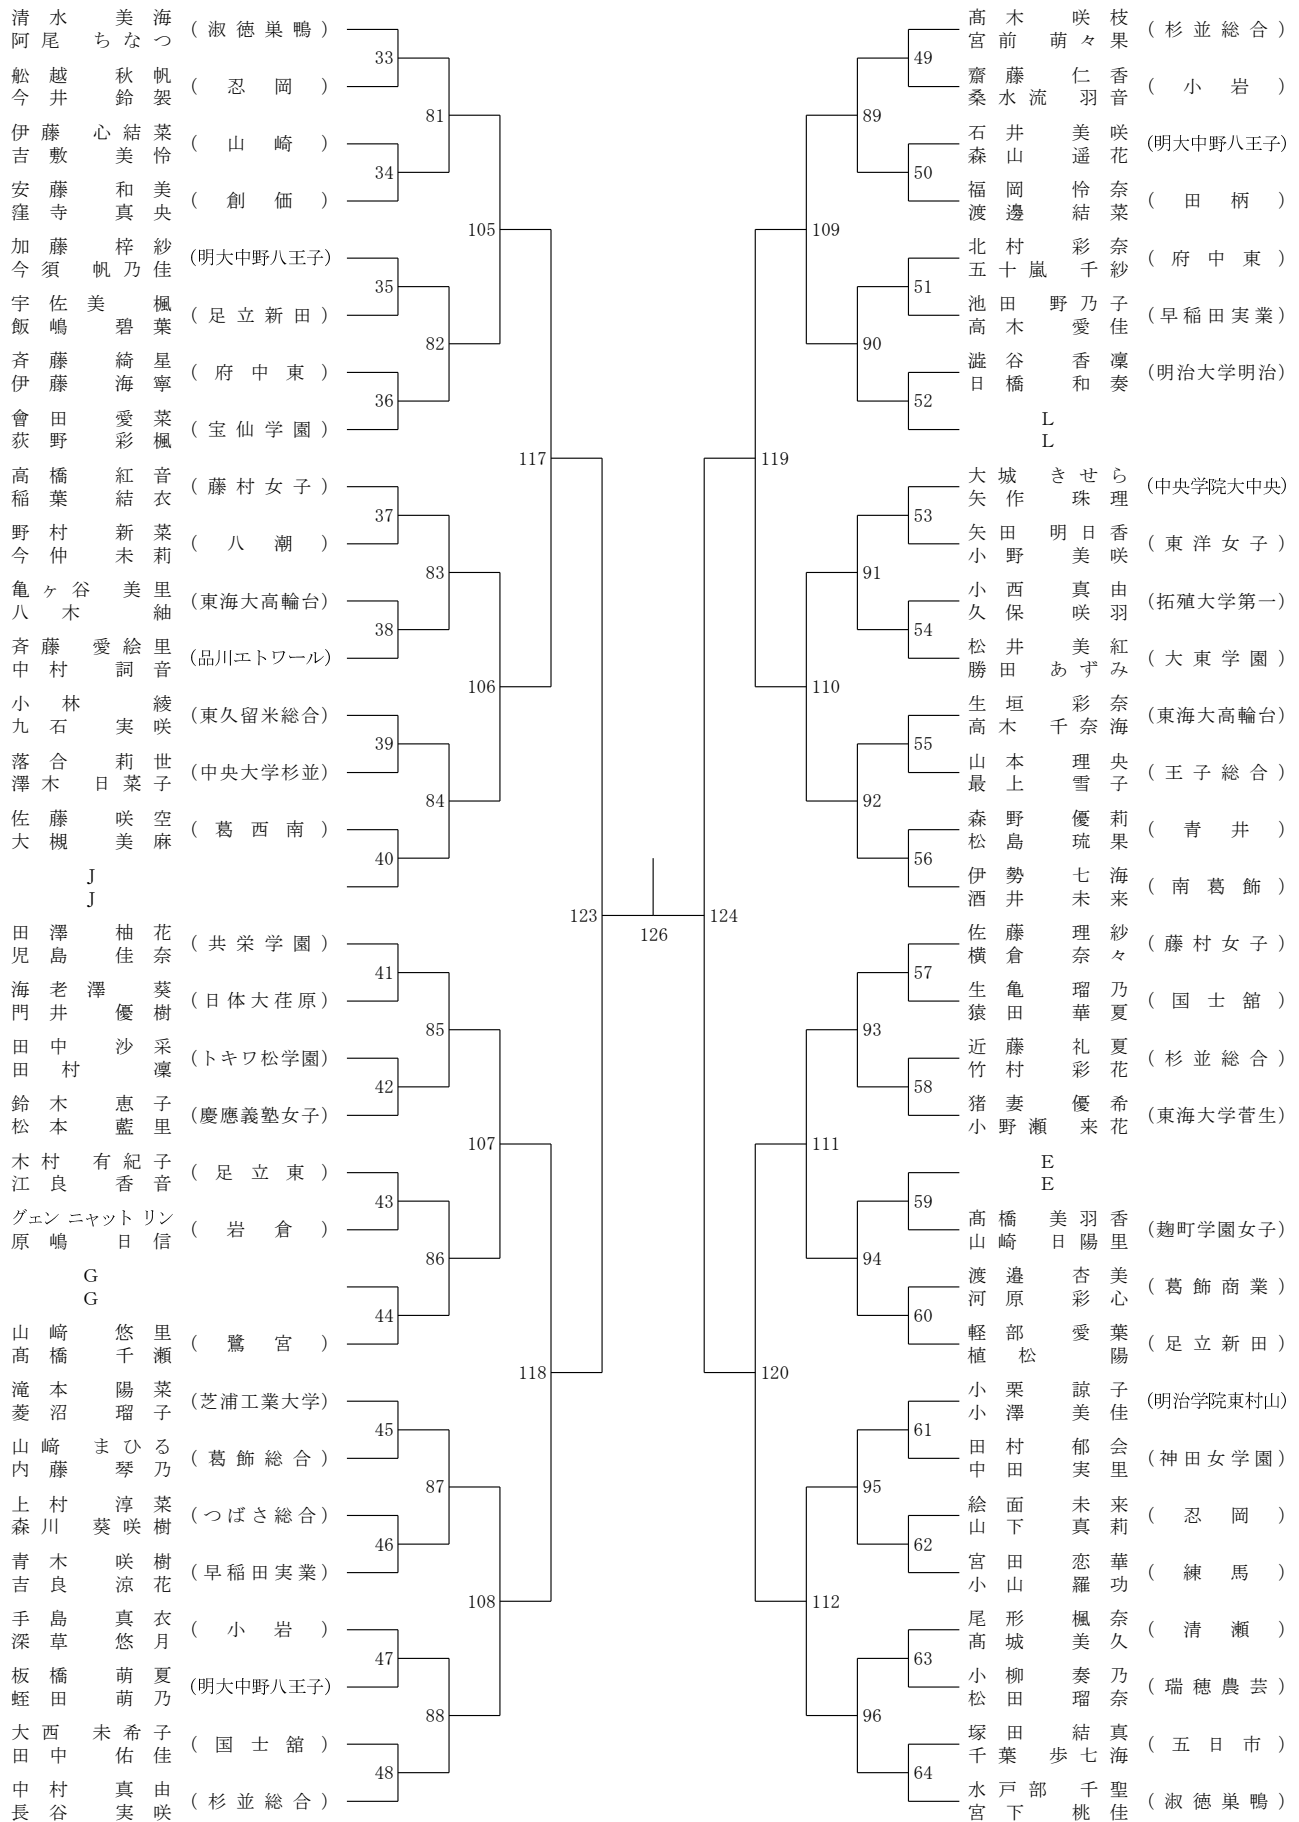 清水 美海 (淑徳巣鴨)
阿尾 ちなつ
33
舩越 秋帆 (忍岡)
今井 鈴袈
81
伊藤 心結菜 (山崎)
吉敷 美怜
34
安藤 和美 (創価)
窪寺 真央
105
加藤 梓紗 (明大中野八王子)
今須 帆乃佳
35
宇佐美 楓 (足立新田)
飯嶋 碧葉
82
斉藤 綺星 (府中東)
伊藤 海寧
36
會田 愛菜 (宝仙学園)
荻野 彩楓
117
高橋 紅音 (藤村女子)
稲葉 結衣
37
野村 新菜 (八潮)
今仲 未莉
83
亀ヶ谷 美里 (東海大高輪台)
八木 紬
38
斉藤 愛絵里 (品川エトワール)
中村 詞音
106
小林 綾 (東久留米総合)
九石 実咲
39
落合 莉世 (中央大学杉並)
澤木 日菜子
84
佐藤 咲空 (葛西南)
大槻 美麻
40
J
J
123
田澤 柚花 (共栄学園)
児島 佳奈
41
海老澤 葵 (日体大荏原)
門井 優樹
85
田中 沙采 (トキワ松学園)
田村 凜
42
鈴木 恵子 (慶應義塾女子)
松本 藍里
107
木村 有紀子 (足立東)
江良 香音
43
グェン ニャット リン (岩倉)
原嶋 日信
86
G
G
44
山﨑 悠里 (鷺宮)
髙橋 千瀬
118
滝本 陽菜 (芝浦工業大学)
菱沼 瑠子
45
山﨑 まひる (葛飾総合)
内藤 琴乃
87
上村 淳菜 (つばさ総合)
森川 葵咲樹
46
青木 咲樹 (早稲田実業)
吉良 涼花
108
手島 真衣 (小岩)
深草 悠月
47
板橋 萌夏 (明大中野八王子)
蛭田 萌乃
88
大西 未希子 (国士舘)
田中 佑佳
48
中村 真由 (杉並総合)
長谷 実咲
126
髙木 咲枝 (杉並総合)
宮前 萌々果
49
齋藤 仁香 (小岩)
桑水流 羽音
89
石井 美咲 (明大中野八王子)
森山 遥花
50
福岡 怜奈 (田柄)
渡邊 結菜
109
北村 彩奈 (府中東)
五十嵐 千紗
51
池田 野乃子 (早稲田実業)
高木 愛佳
90
澁谷 香凜 (明治大学明治)
日橋 和奏
52
L
L
119
大城 きせら (中央学院大中央)
矢作 珠理
53
矢田 明日香 (東洋女子)
小野 美咲
91
小西 真由 (拓殖大学第一)
久保 咲羽
54
松井 美紅 (大東学園)
勝田 あずみ
110
生垣 彩奈 (東海大高輪台)
高木 千奈海
55
山本 理央 (王子総合)
最上 雪子
92
森野 優莉 (青井)
松島 琉果
56
伊勢 七海 (南葛飾)
酒井 未来
124
佐藤 理紗 (藤村女子)
横倉 奈々
57
生亀 瑠乃 (国士舘)
猿田 華夏
93
近藤 礼夏 (杉並総合)
竹村 彩花
58
猪妻 優希 (東海大学菅生)
小野瀬 来花
111
E
E
59
髙橋 美羽香 (麹町学園女子)
山崎 日陽里
94
渡邉 杏美 (葛飾商業)
河原 彩心
60
軽部 愛葉 (足立新田)
植松 陽
120
小栗 諒子 (明治学院東村山)
小澤 美佳
61
田村 郁会 (神田女学園)
中田 実里
95
絵面 未来 (忍岡)
山下 真莉
62
宮田 恋華 (練馬)
小山 羅功
112
尾形 楓奈 (清瀬)
髙城 美久
63
小柳 奏乃 (瑞穂農芸)
松田 瑠奈
96
塚田 結真 (五日市)
千葉 歩七海
64
水戸部 千聖 (淑徳巣鴨)
宮下 桃佳